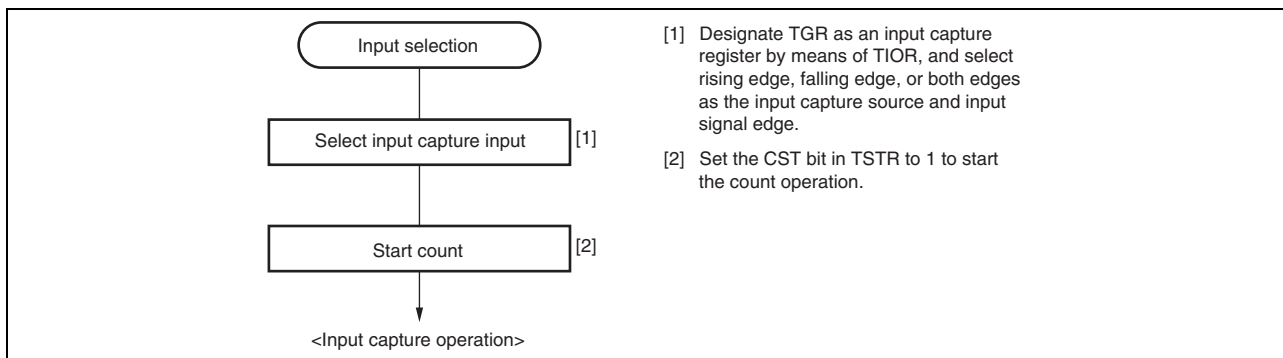 Input selection
Select input capture input
[1]
Start count
[2]
<Input capture operation>
[1] Designate TGR as an input capture
register by means of TIOR, and select
rising edge, falling edge, or both edges
as the input capture source and input
signal edge.
[2] Set the CST bit in TSTR to 1 to start
the count operation.